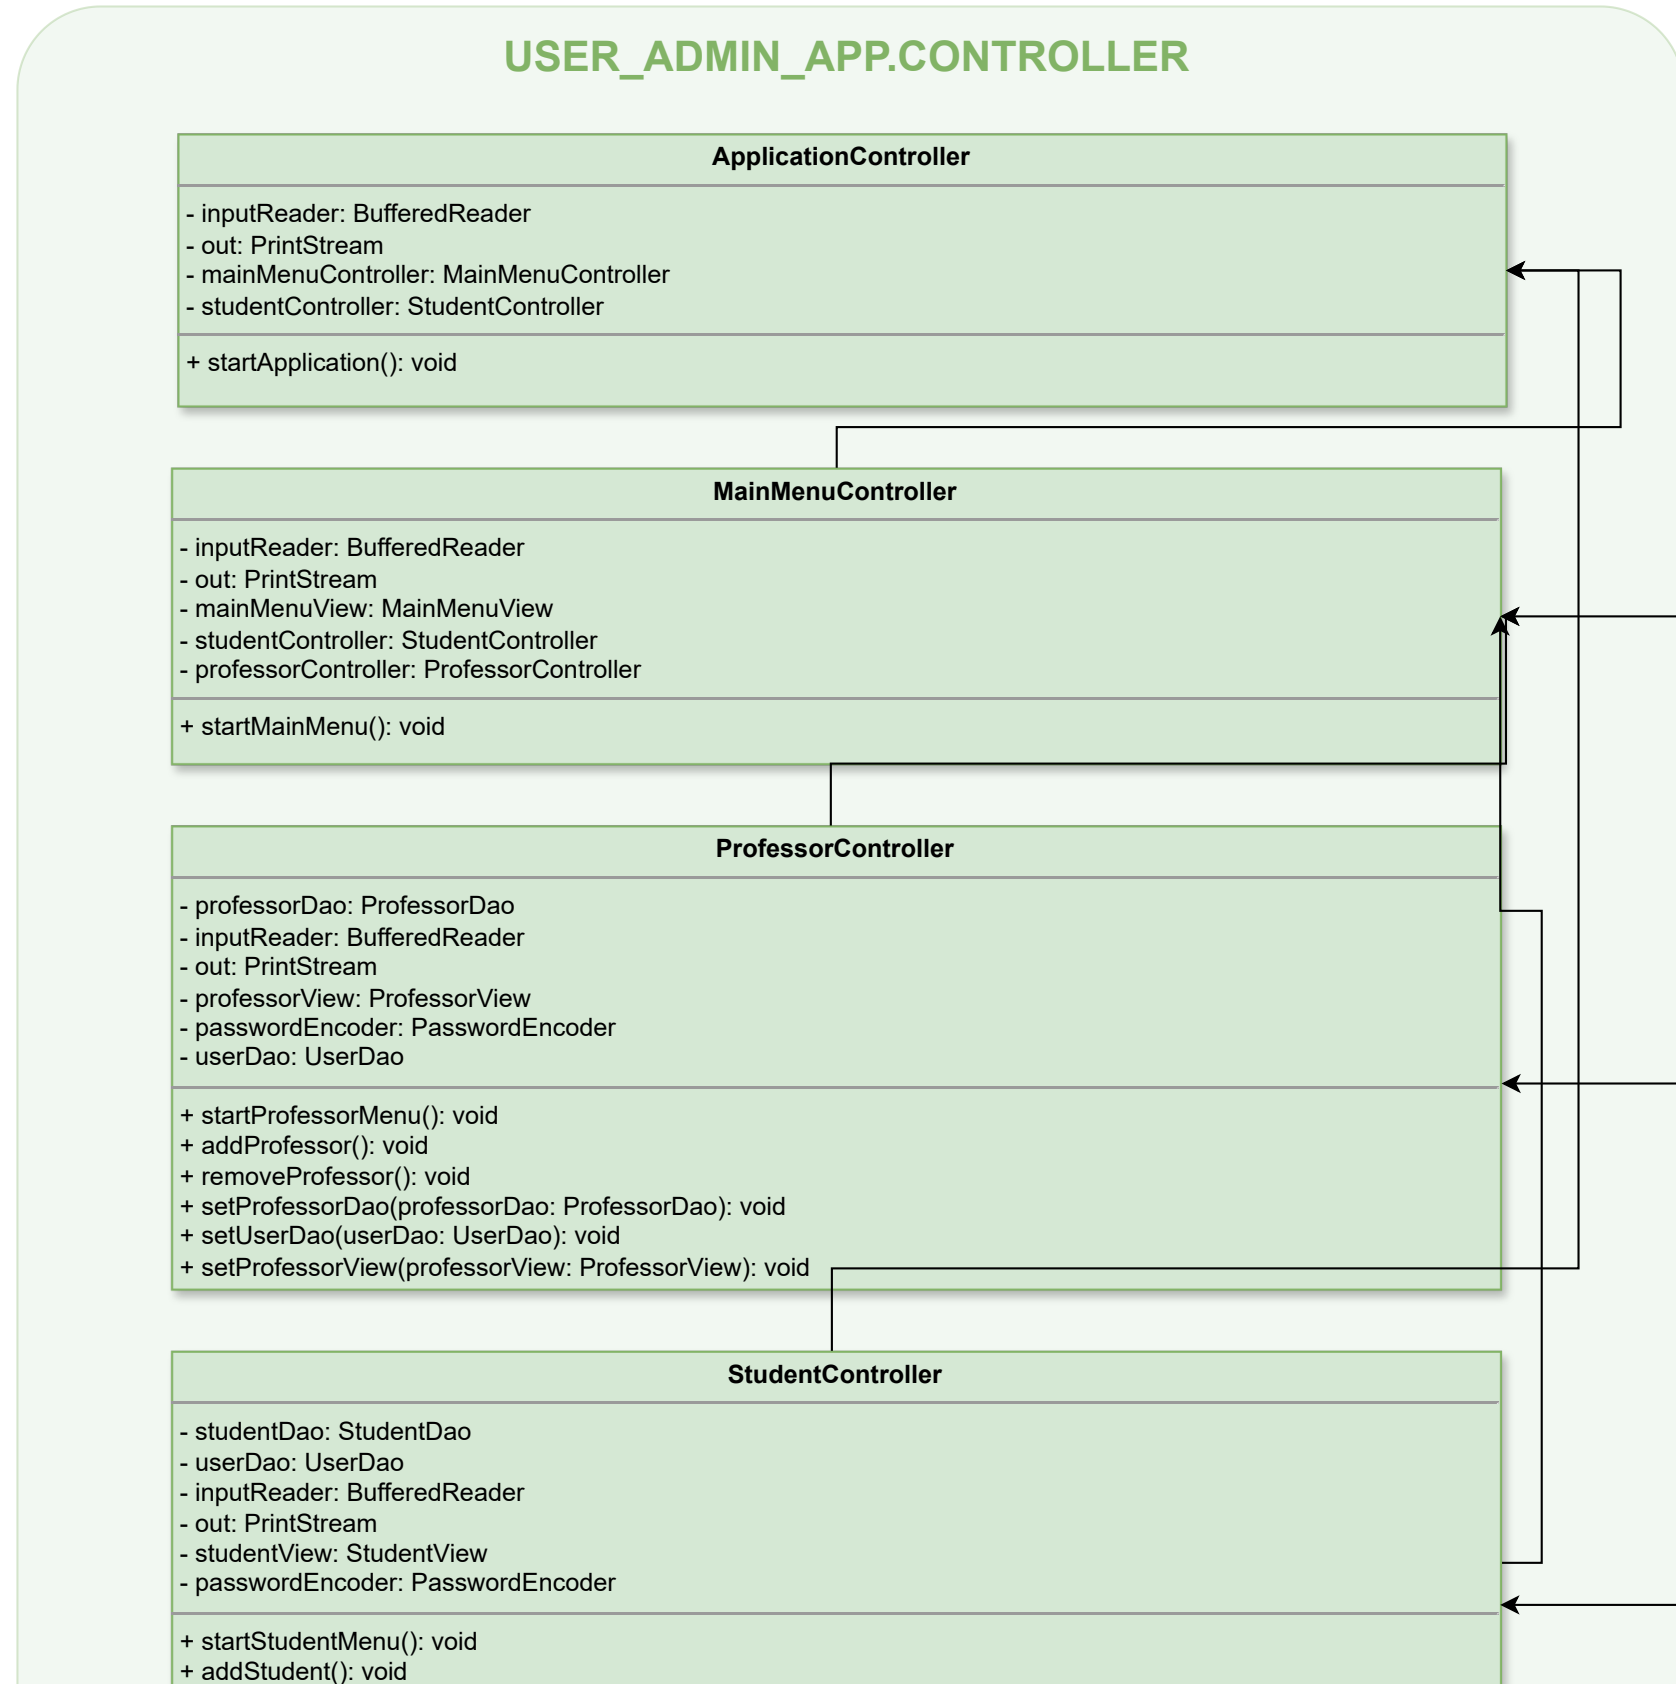 USER_ADMIN_APP.CONTROLLER
ApplicationController
- inputReader: BufferedReader
- out: PrintStream
- mainMenuController: MainMenuController
- studentController: StudentController
+ startApplication(): void
MainMenuController
- inputReader: BufferedReader
- out: PrintStream
- mainMenuView: MainMenuView
- studentController: StudentController
- professorController: ProfessorController
+ startMainMenu(): void
ProfessorController
- professorDao: ProfessorDao
- inputReader: BufferedReader
- out: PrintStream
- professorView: ProfessorView
- passwordEncoder: PasswordEncoder
- userDao: UserDao
+ startProfessorMenu(): void
+ addProfessor(): void
+ removeProfessor(): void
+ setProfessorDao(professorDao: ProfessorDao): void
+ setUserDao(userDao: UserDao): void
+ setProfessorView(professorView: ProfessorView): void
StudentController
- studentDao: StudentDao
- userDao: UserDao
- inputReader: BufferedReader
- out: PrintStream
- studentView: StudentView
- passwordEncoder: PasswordEncoder
+ startStudentMenu(): void
+ addStudent(): void